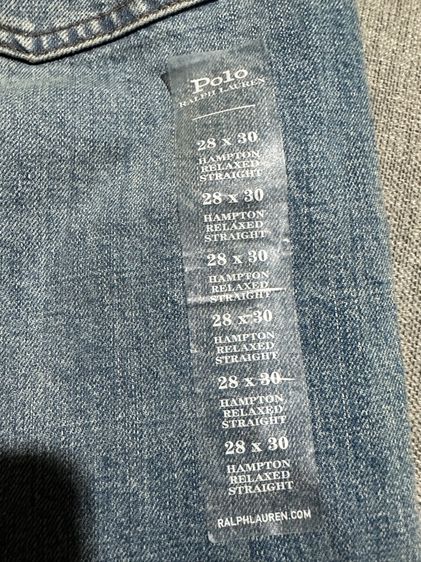 Polo
RALPH LAUREN
28 x 30
HAMPTON
RELAXED
STRAIGHT
28 x 30
HAMPTON
RELAXED
STRAIGHT
28 x 30
HAMPTON
RELAXED
STRAIGHT
28 x 30
HAMPTON
RELAXED
STRAIGHT
28 x 30
HAMPTON
RELAXED
STRAIGHT
28 x 30
HAMPTON
RELAXED
STRAIGHT
RALPHLAUREN.COM